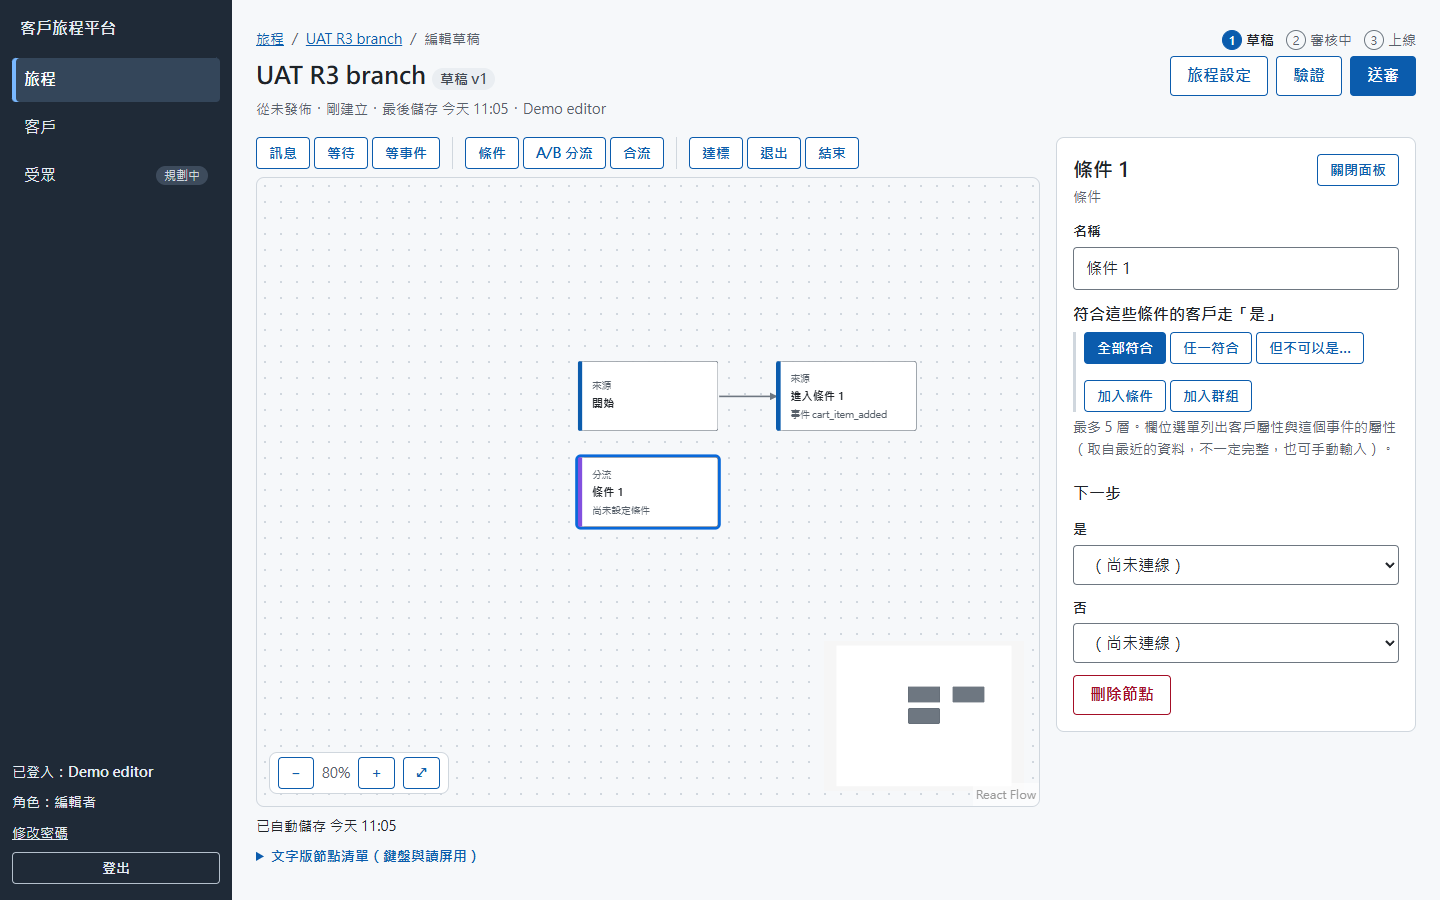 客戶旅程平台
旅程
客戶
受眾 規劃中
已登入：Demo editor
角色：編輯者
修改密碼
登出
旅程 / UAT R3 branch / 編輯草稿
UAT R3 branch 草稿 v1
從未發佈 · 剛建立 · 最後儲存 今天 11:05 · Demo editor
1 草稿 2 審核中 3 上線
旅程設定 驗證 送審
訊息 等待 等事件 條件 A/B 分流 合流 達標 退出 結束
來源
開始
來源
進入條件 1
事件 cart_item_added
分流
條件 1
尚未設定條件
− 80% +
React Flow
已自動儲存 今天 11:05
文字版節點清單（鍵盤與讀屏用）
條件 1 關閉面板
條件
名稱
條件 1
符合這些條件的客戶走「是」
全部符合 任一符合 但不可以是...
加入條件 加入群組
最多 5 層。欄位選單列出客戶屬性與這個事件的屬性
（取自最近的資料，不一定完整，也可手動輸入）。
下一步
是
（尚未連線）
否
（尚未連線）
刪除節點